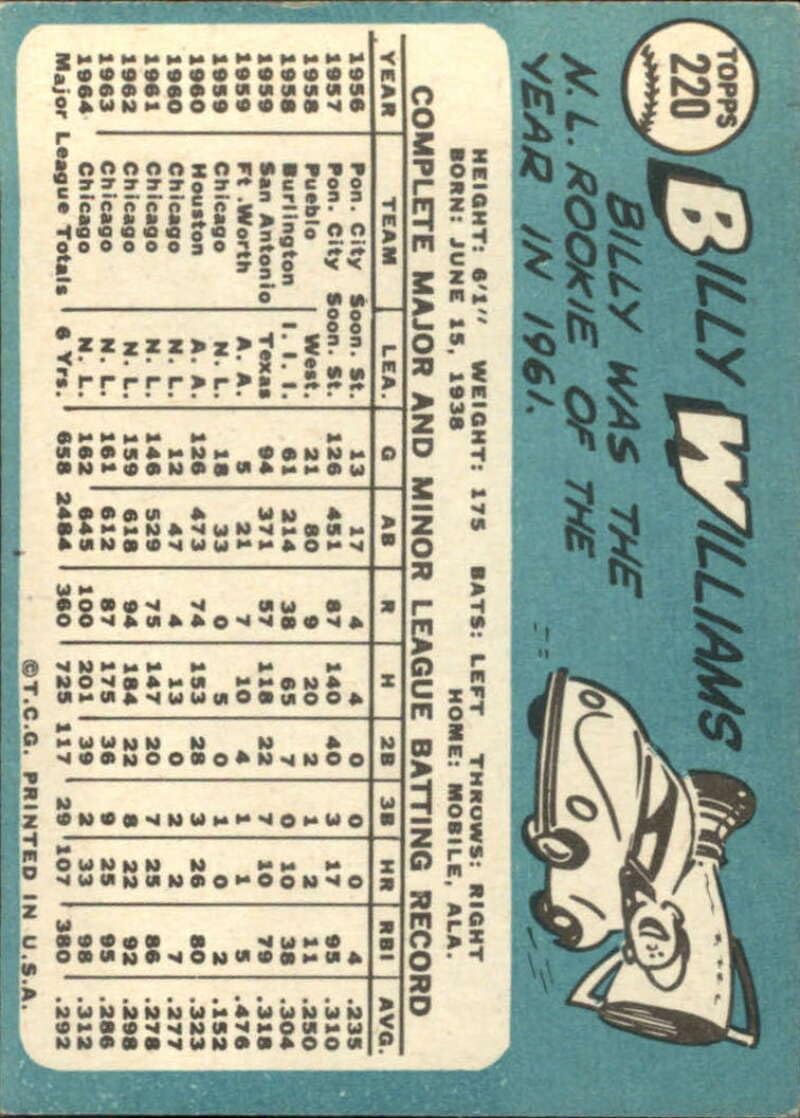 TOPPS
220
BILLY WILLIAMS
BILLY WAS THE
N. L. ROOKIE OF THE
YEAR IN 1961.
HEIGHT: 6'1" WEIGHT: 175 BATS: LEFT THROWS: RIGHT
BORN: JUNE 15, 1938 HOME: MOBILE, ALA.
COMPLETE MAJOR AND MINOR LEAGUE BATTING RECORD
YEAR TEAM LEA. G AB R H 2B 3B HR RBI AVG.
1956 Pon. City Soon. St. 13 17 4 4 0 0 0 4 .235
1957 Pon. City Soon. St. 126 451 87 140 40 3 17 95 .310
1958 Pueblo West. 21 80 9 20 2 1 2 11 .250
1958 Burlington I. I. I. 61 214 38 65 7 0 10 38 .304
1959 San Antonio Texas 94 371 57 118 22 7 10 79 .318
1959 Ft. Worth A. A. 5 21 7 10 4 1 1 5 .476
1959 Chicago N. L. 18 33 0 5 0 1 0 2 .152
1960 Houston A. A. 126 473 74 153 28 3 26 80 .323
1960 Chicago N. L. 12 47 4 13 0 2 2 7 .277
1961 Chicago N. L. 146 529 75 147 20 7 25 86 .278
1962 Chicago N. L. 159 618 94 184 22 8 22 92 .298
1963 Chicago N. L. 161 612 87 175 36 9 25 95 .286
1964 Chicago N. L. 162 645 100 201 39 2 33 98 .312
Major League Totals 6 Yrs. 658 2484 360 725 117 29 107 380 .292
©T.C.G. PRINTED IN U.S.A.